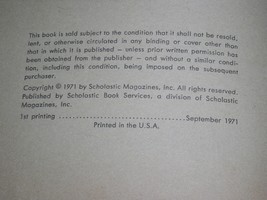 This book is sold subject to the condition that it shall not be resold,
lent, or otherwise circulated in any binding or cover other than
that in which it is published - unless prior written permission has
been obtained from the publisher - and without a similar condi-
tion, including this condition, being imposed on the subsequent
purchaser.
Copyright © 1971 by Scholastic Magazines, Inc. All rights reserved.
Published by Scholastic Book Services, a division of Scholastic
Magazines, Inc.
1st printing ......................................September 1971
Printed in the U.S.A.